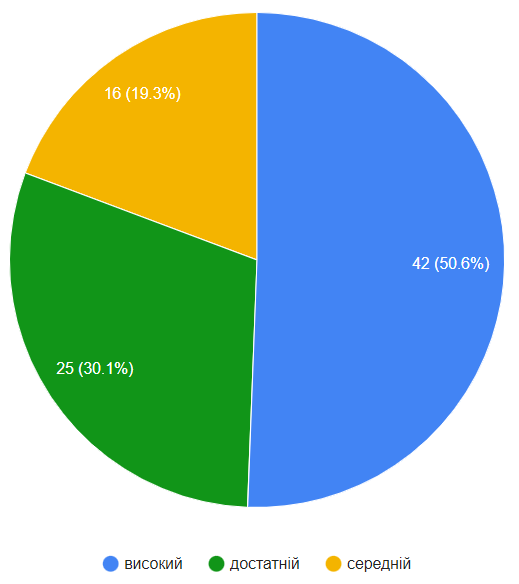 16 (19.3%)
42 (50.6%)
25 (30.1%)
високий достатній середній